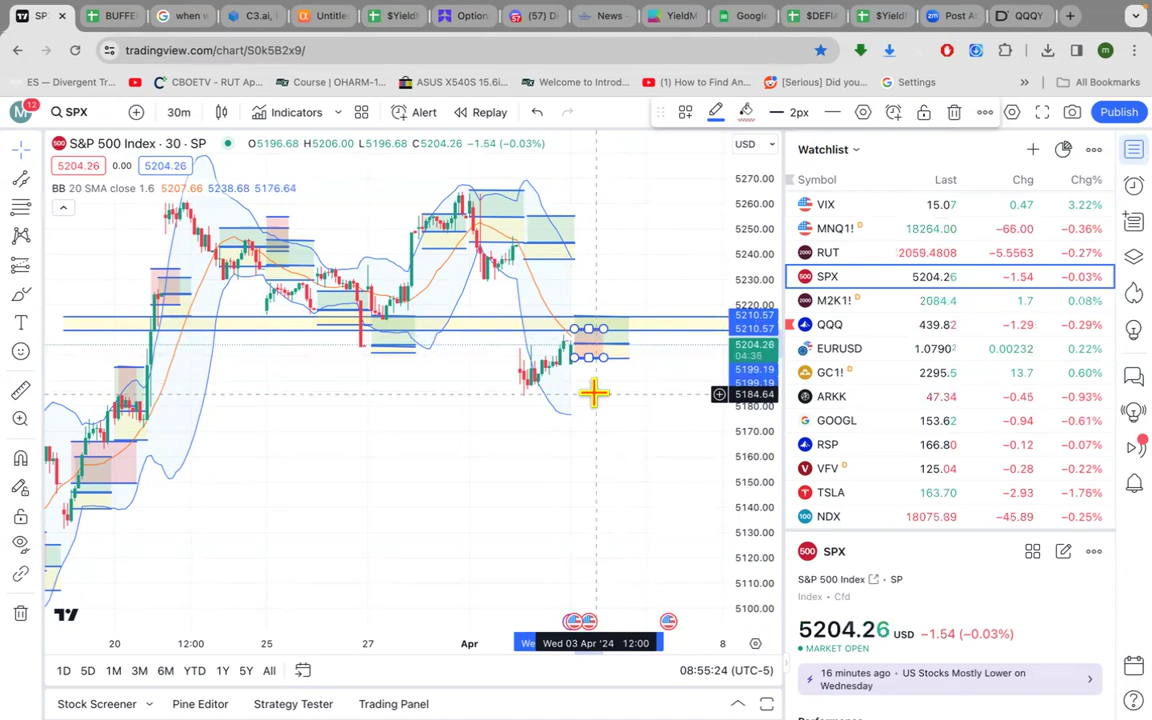 SP
BUFFE
when w
C3.ai,
Untitle
$Yield
Option
(57) D
News -
YieldM
Google
$DEFIA
$Yield
Post A
QQQY
tradingview.com/chart/S0k5B2x9/
ES — Divergent Tr...
CBOETV – RUT Ap...
Course | OHARM-1...
ASUS X540S 15.6i...
Welcome to Introd...
(1) How to Find An...
[Serious] Did you...
Settings
All Bookmarks
M 12
SPX
30m
Indicators
Alert
Replay
2px
Publish
S&P 500 Index · 30 · SP
O5196.68 H5206.00 L5196.68 C5204.26 −1.54 (−0.03%)
5204.26 0.00 5204.26
BB 20 SMA close 1.6 5207.66 5238.68 5176.64
USD
5270.00
5260.00
5250.00
5240.00
5230.00
5220.00
5210.57
5210.57
5204.26
04:36
5199.19
5199.19
5184.64
5180.00
5170.00
5160.00
5150.00
5140.00
5130.00
5120.00
5110.00
5100.00
20
12:00
25
27
Apr
We
Wed 03 Apr '24 12:00
8
1D 5D 1M 3M 6M YTD 1Y 5Y All
08:55:24 (UTC-5)
Stock Screener
Pine Editor
Strategy Tester
Trading Panel
Watchlist
Symbol Last Chg Chg%
VIX 15.07 0.47 3.22%
MNQ1! D 18264.00 −66.00 −0.36%
RUT 2059.4808 −5.5563 −0.27%
SPX 5204.26 −1.54 −0.03%
M2K1! D 2084.4 1.7 0.08%
QQQ 439.82 −1.29 −0.29%
EURUSD 1.07902 0.00232 0.22%
GC1! D 2295.5 13.7 0.60%
ARKK 47.34 −0.45 −0.93%
GOOGL 153.62 −0.94 −0.61%
RSP 166.80 −0.12 −0.07%
VFV D 125.04 −0.28 −0.22%
TSLA 163.70 −2.93 −1.76%
NDX 18075.89 −45.89 −0.25%
500 SPX
S&P 500 Index · SP
Index · Cfd
5204.26 USD −1.54 (−0.03%)
MARKET OPEN
16 minutes ago · US Stocks Mostly Lower on
Wednesday